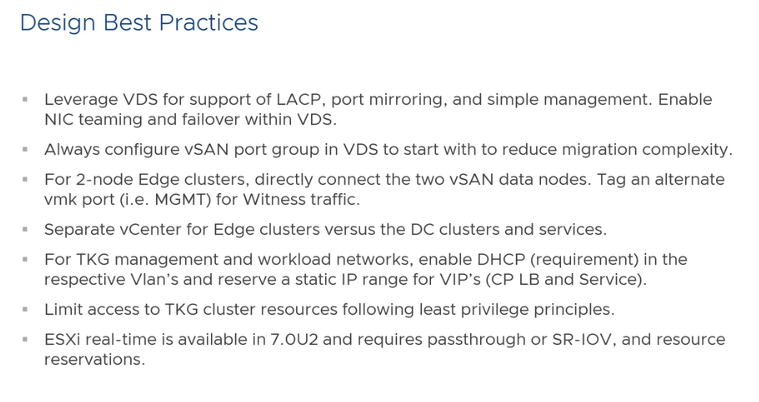 Design Best Practices
Leverage VDS for support of LACP, port mirroring, and simple management. Enable
NIC teaming and failover within VDS.
Always configure vSAN port group in VDS to start with to reduce migration complexity.
For 2-node Edge clusters, directly connect the two vSAN data nodes. Tag an alternate
vmk port (i.e. MGMT) for Witness traffic.
Separate vCenter for Edge clusters versus the DC clusters and services.
For TKG management and workload networks, enable DHCP (requirement) in the
respective Vlan's and reserve a static IP range for VIP's (CP LB and Service).
Limit access to TKG cluster resources following least privilege principles.
ESXi real-time is available in 7.0U2 and requires passthrough or SR-IOV, and resource
reservations.